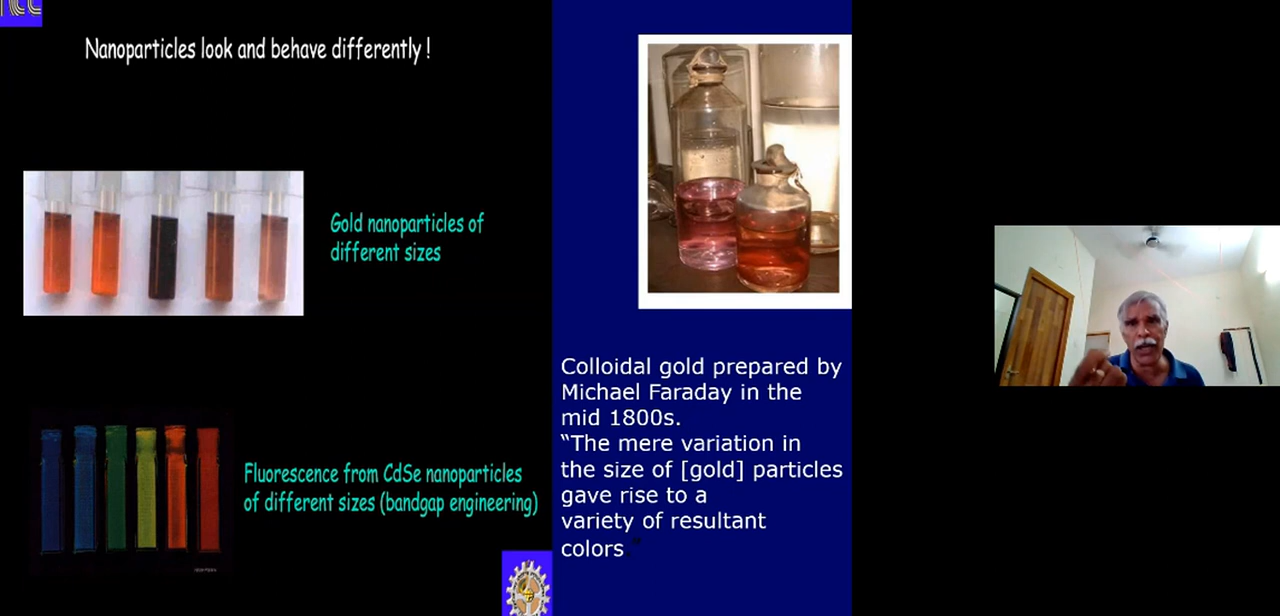 Nanoparticles look and behave differently !
Gold nanoparticles of
different sizes
Fluorescence from CdSe nanoparticles
of different sizes (bandgap engineering)
Colloidal gold prepared by
Michael Faraday in the
mid 1800s.
“The mere variation in
the size of [gold] particles
gave rise to a
variety of resultant
colors ”